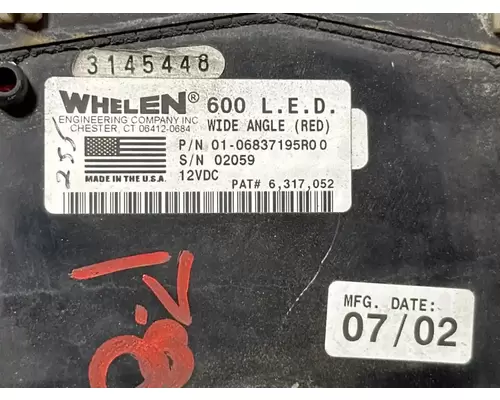 3145448
WHELEN® 600 L.E.D.
ENGINEERING COMPANY INC.
CHESTER, CT 06412-0684
WIDE ANGLE (RED)
P/N 01-06837195R00
S/N 02059
MADE IN THE U.S.A.
12VDC
PAT# 6,317,052
MFG. DATE:
07/02